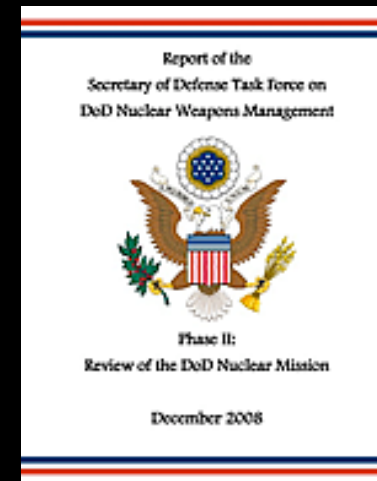 Report of the
Secretary of Defense Task Force on
DoD Nuclear Weapons Management
Phase II:
Review of the DoD Nuclear Mission
December 2008